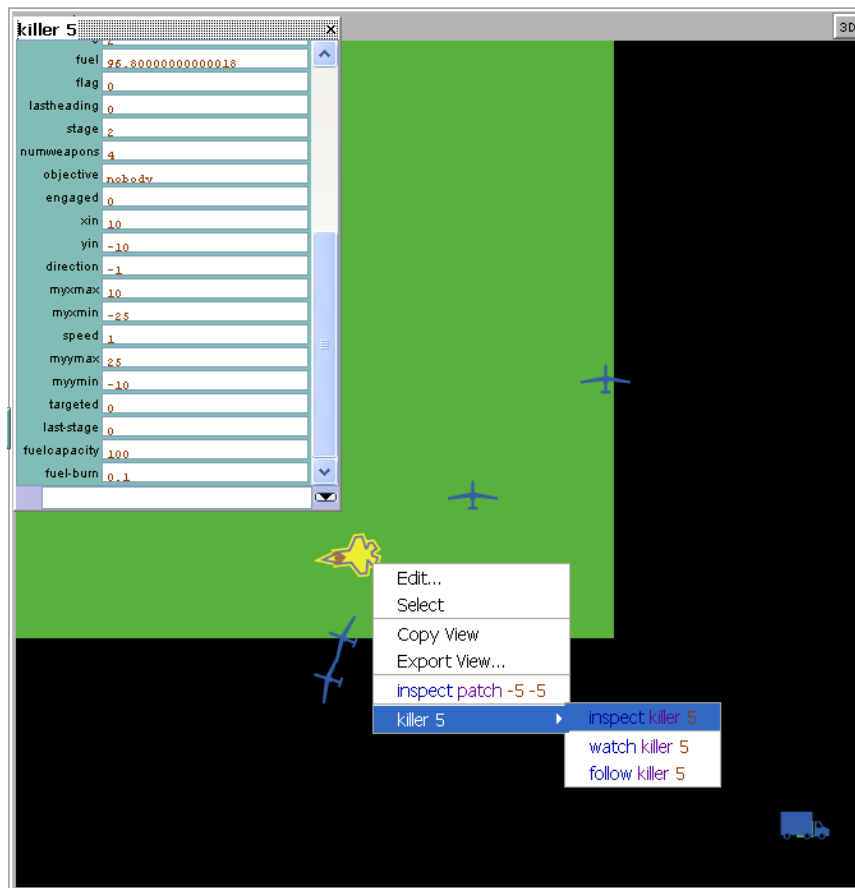 killer 5 x
3D
fuel 96.80000000000018
flag 0
lastheading 0
stage 2
numweapons 4
objective nobody
engaged 0
xin 10
yin -10
direction -1
myxmax 10
myxmin -25
speed 1
myymax 25
myymin -10
targeted 0
last-stage 0
fuelcapacity 100
fuel-burn 0.1
Edit...
Select
Copy View
Export View...
inspect patch -5 -5
killer 5
inspect killer 5
watch killer 5
follow killer 5